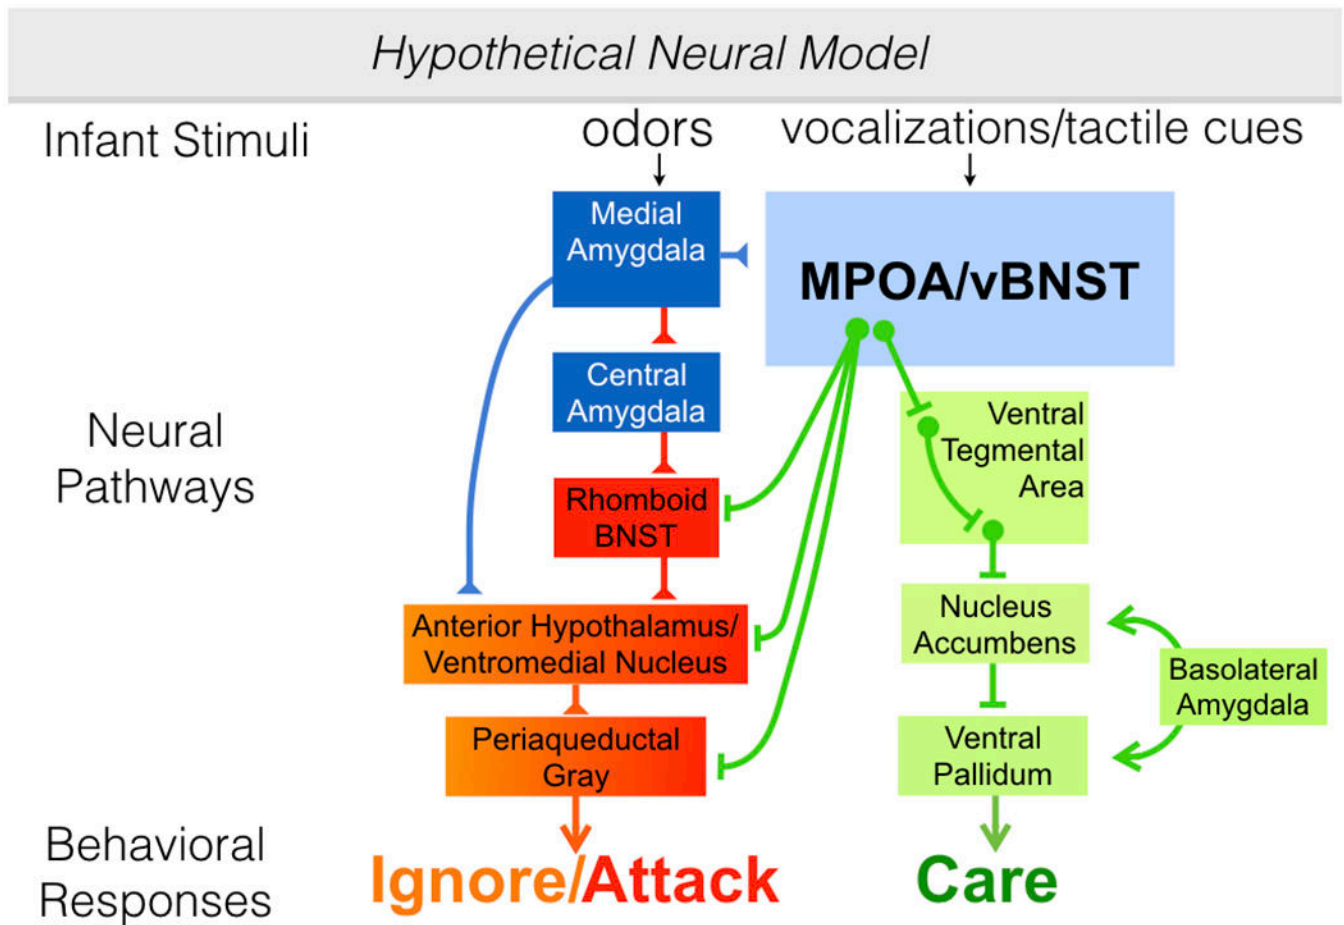 Hypothetical Neural Model
Infant Stimuli
odors
vocalizations/tactile cues
Medial
Amygdala
MPOA/vBNST
Central
Amygdala
Neural
Pathways
Ventral
Tegmental
Area
Rhomboid
BNST
Anterior Hypothalamus/
Ventromedial Nucleus
Nucleus
Accumbens
Basolateral
Amygdala
Periaqueductal
Gray
Ventral
Pallidum
Behavioral
Responses
Ignore/Attack
Care